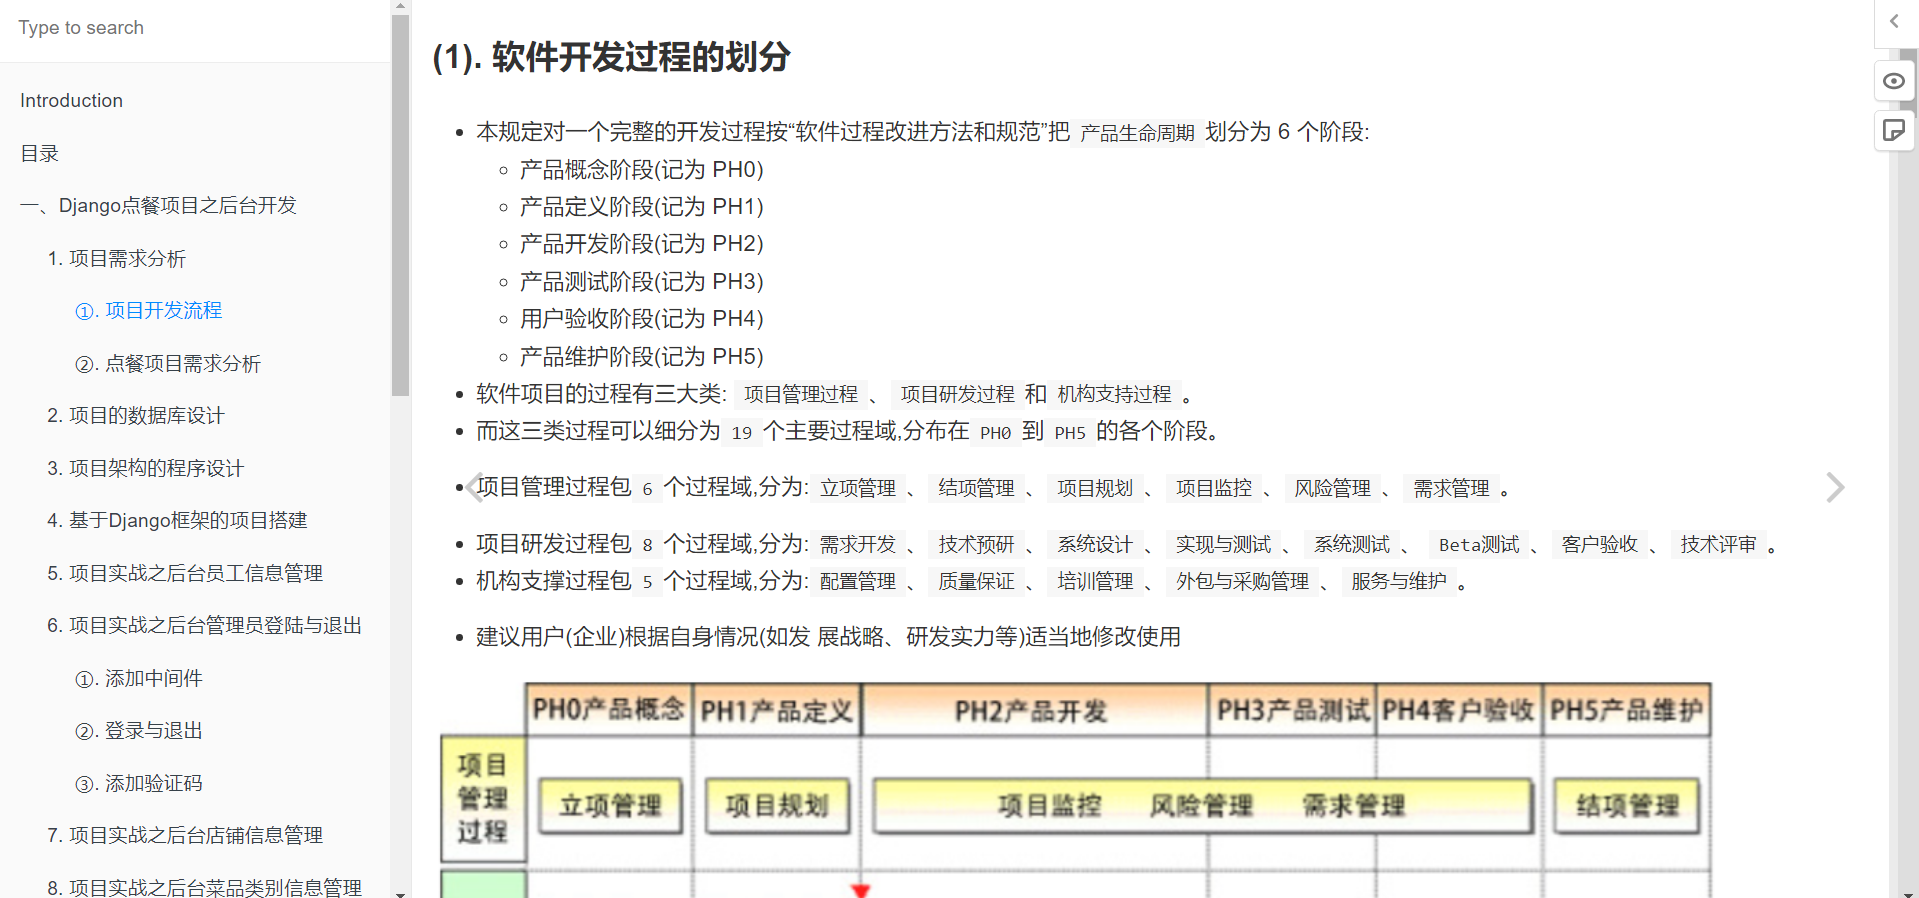 Type to search
Introduction
目录
一、Django点餐项目之后台开发
1. 项目需求分析
①. 项目开发流程
②. 点餐项目需求分析
2. 项目的数据库设计
3. 项目架构的程序设计
4. 基于Django框架的项目搭建
5. 项目实战之后台员工信息管理
6. 项目实战之后台管理员登陆与退出
①. 添加中间件
②. 登录与退出
③. 添加验证码
7. 项目实战之后台店铺信息管理
8. 项目实战之后台菜品类别信息管理
(1). 软件开发过程的划分
• 本规定对一个完整的开发过程按“软件过程改进方法和规范”把 产品生命周期 划分为 6 个阶段:
◦ 产品概念阶段(记为 PH0)
◦ 产品定义阶段(记为 PH1)
◦ 产品开发阶段(记为 PH2)
◦ 产品测试阶段(记为 PH3)
◦ 用户验收阶段(记为 PH4)
◦ 产品维护阶段(记为 PH5)
• 软件项目的过程有三大类: 项目管理过程 、 项目研发过程 和 机构支持过程 。
• 而这三类过程可以细分为 19 个主要过程域,分布在 PH0 到 PH5 的各个阶段。
• 项目管理过程包 6 个过程域,分为: 立项管理 、 结项管理 、 项目规划 、 项目监控 、 风险管理 、 需求管理 。
• 项目研发过程包 8 个过程域,分为: 需求开发 、 技术预研 、 系统设计 、 实现与测试 、 系统测试 、 Beta测试 、 客户验收 、 技术评审 。
• 机构支撑过程包 5 个过程域,分为: 配置管理 、 质量保证 、 培训管理 、 外包与采购管理 、 服务与维护 。
• 建议用户(企业)根据自身情况(如发 展战略、研发实力等)适当地修改使用
PH0产品概念 PH1产品定义 PH2产品开发 PH3产品测试 PH4客户验收 PH5产品维护
项目
管理
过程
立项管理 项目规划 项目监控 风险管理 需求管理 结项管理